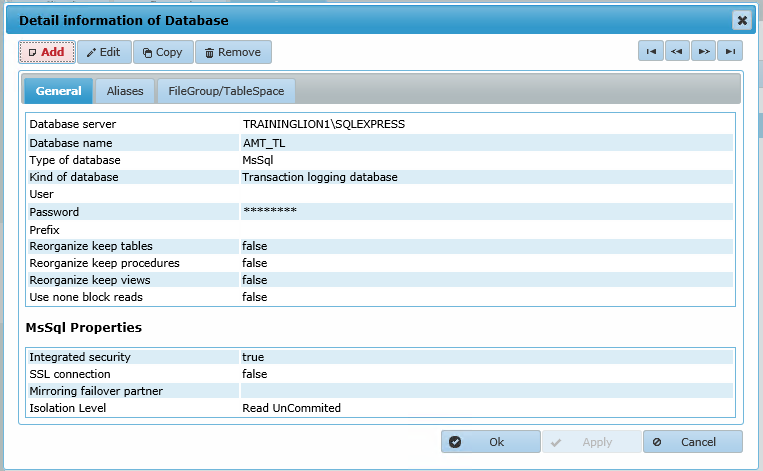 Detail information of Database
Add Edit Copy Remove
General Aliases FileGroup/TableSpace
Database server TRAININGLION1\SQLEXPRESS
Database name AMT_TL
Type of database MsSql
Kind of database Transaction logging database
User
Password ********
Prefix
Reorganize keep tables false
Reorganize keep procedures false
Reorganize keep views false
Use none block reads false
MsSql Properties
Integrated security true
SSL connection false
Mirroring failover partner
Isolation Level Read UnCommited
Ok Apply Cancel